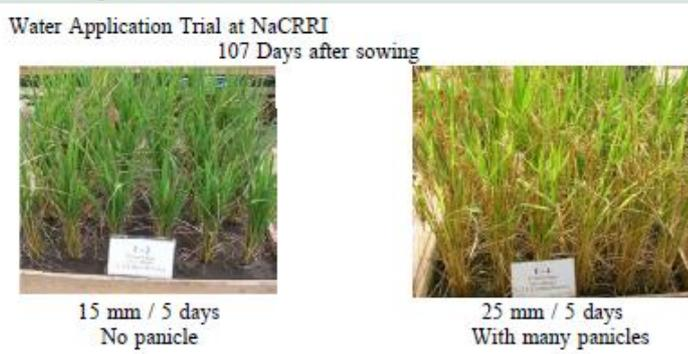 Water Application Trial at NaCRRI
107 Days after sowing
15 mm / 5 days
No panicle
25 mm / 5 days
With many panicles